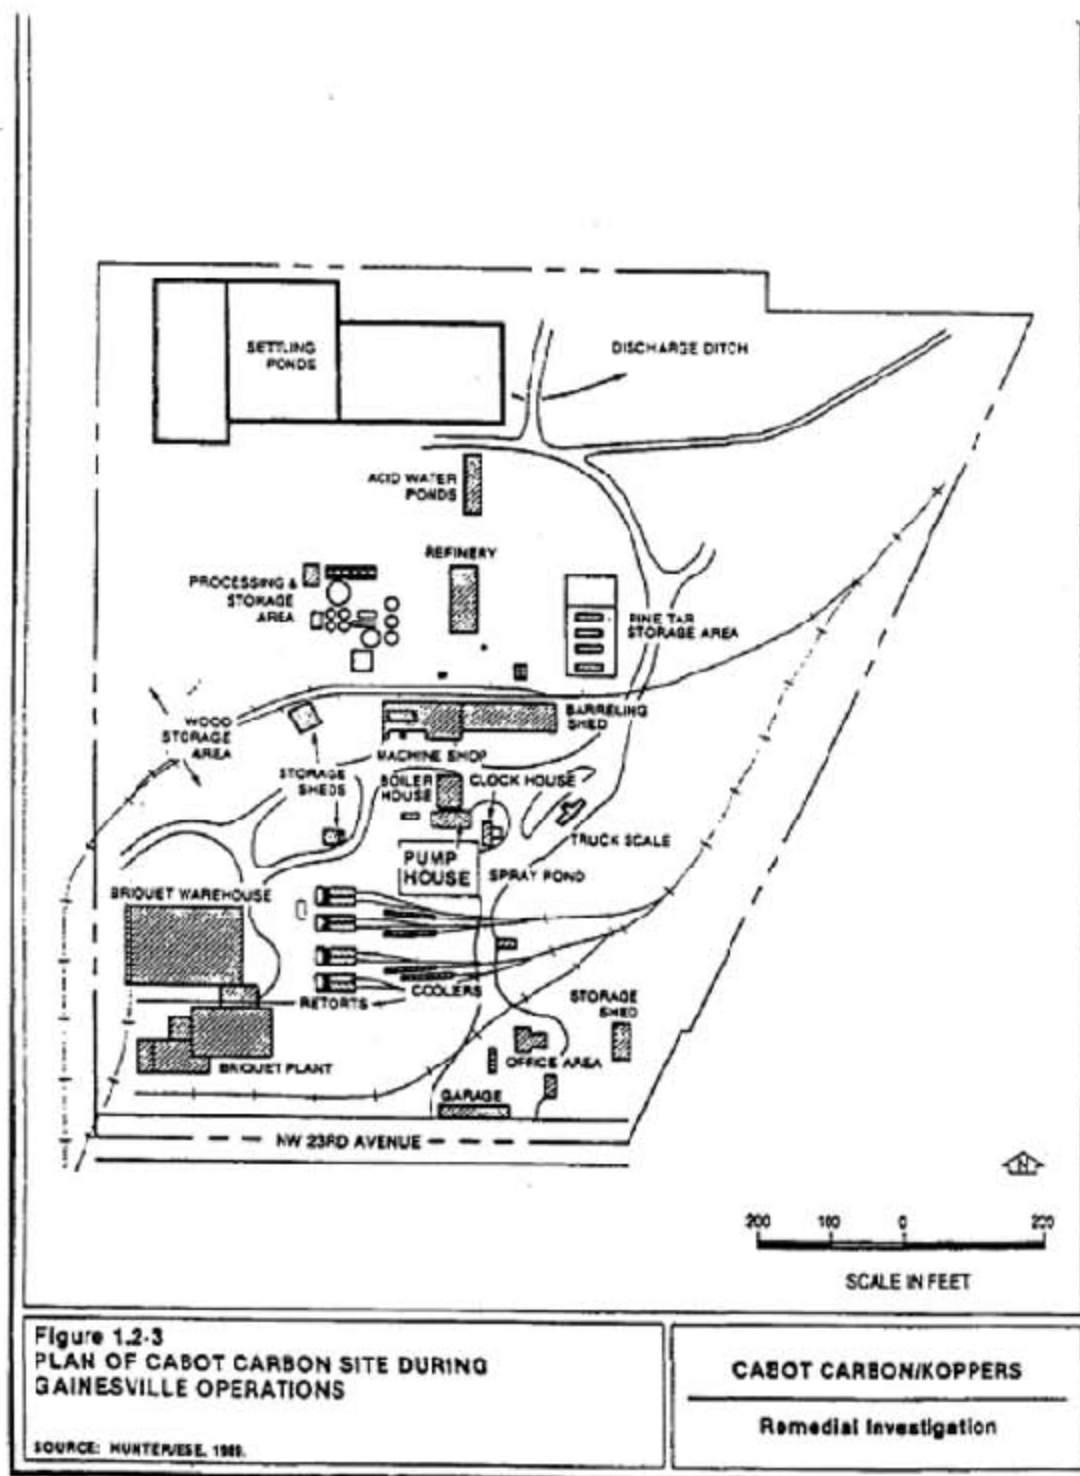 SETTLING
PONDS
DISCHARGE DITCH
ACID WATER
PONDS
REFINERY
PROCESSING &
STORAGE
AREA
PINE TAR
STORAGE AREA
WOOD
STORAGE
AREA
BARRELING
SHED
MACHINE SHOP
STORAGE
SHEDS
BOILER
HOUSE
CLOCK HOUSE
TRUCK SCALE
PUMP
HOUSE
SPRAY POND
BRIQUET WAREHOUSE
RETORTS
COOLERS
STORAGE
SHED
OFFICE AREA
BRIQUET PLANT
GARAGE
NW 23RD AVENUE
N
200 100 0 200
SCALE IN FEET
Figure 1.2-3
PLAN OF CABOT CARBON SITE DURING
GAINESVILLE OPERATIONS
SOURCE: HUNTER/ESE, 1989.
CABOT CARBON/KOPPERS
Remedial Investigation